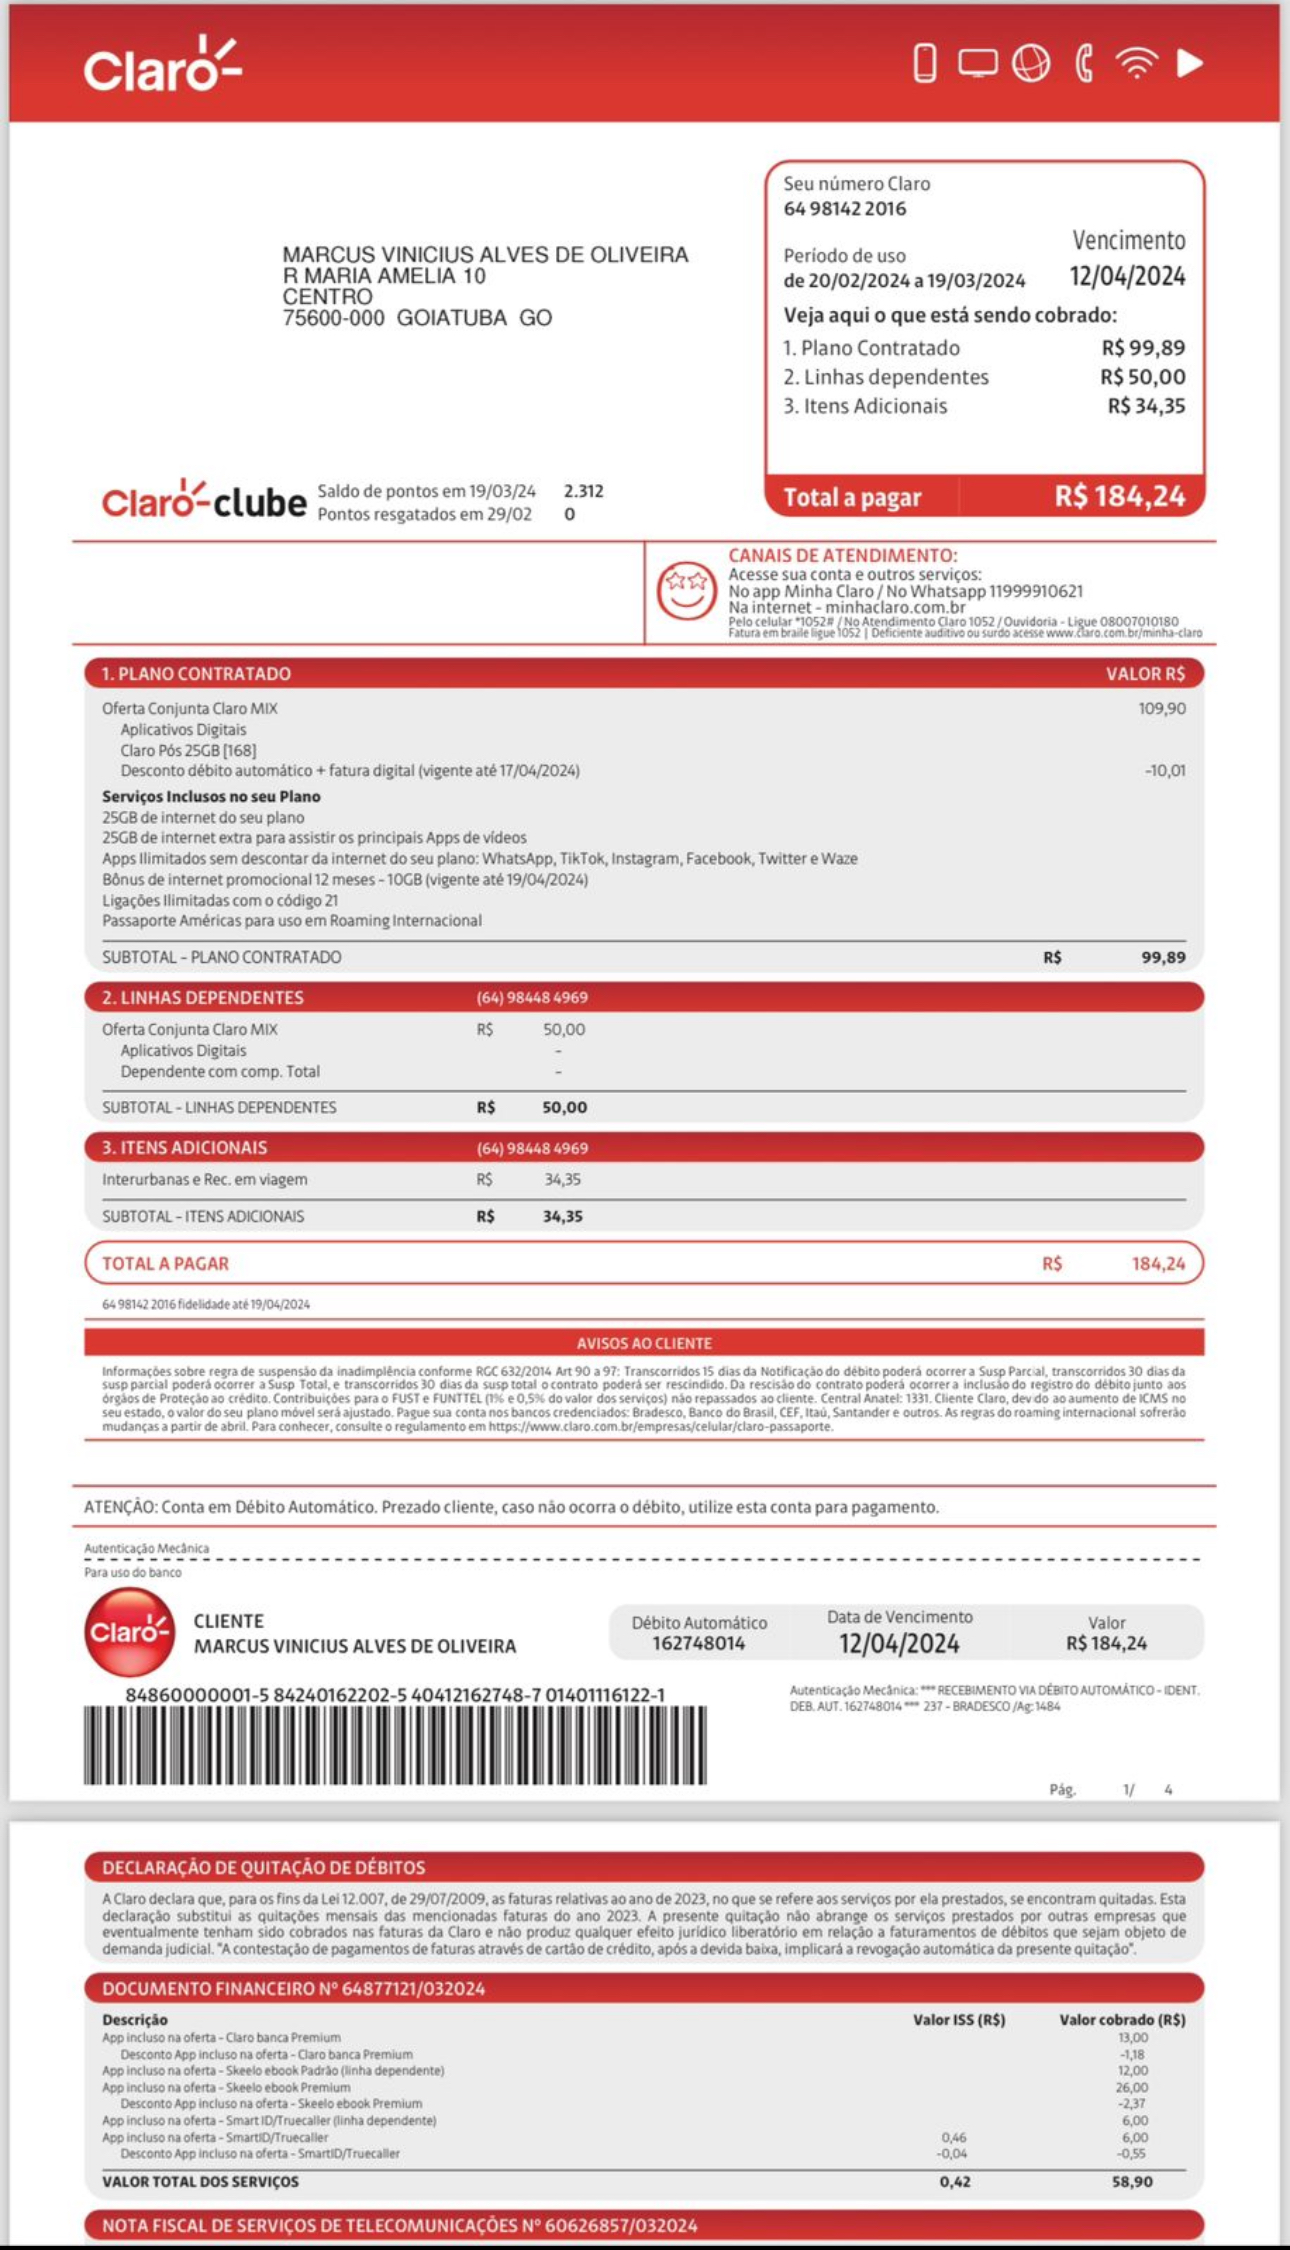 Claro
Seu número Claro
64 98142 2016
MARCUS VINICIUS ALVES DE OLIVEIRA
R MARIA AMELIA 10
CENTRO
75600-000 GOIATUBA GO
Período de uso
de 20/02/2024 a 19/03/2024
Vencimento
12/04/2024
Veja aqui o que está sendo cobrado:
1. Plano Contratado R$ 99,89
2. Linhas dependentes R$ 50,00
3. Itens Adicionais R$ 34,35
Total a pagar R$ 184,24
Claro-clube
Saldo de pontos em 19/03/24 2.312
Pontos resgatados em 29/02 0
CANAIS DE ATENDIMENTO:
Acesse sua conta e outros serviços:
No app Minha Claro / No Whatsapp 11999910621
Na internet - minhaclaro.com.br
Pelo celular *1052# / No Atendimento Claro 1052 / Ouvidoria - Ligue 08007010180
Fatura em braile ligue 1052 | Deficiente auditivo ou surdo acesse www.claro.com.br/minha-claro
1. PLANO CONTRATADO VALOR R$
Oferta Conjunta Claro MIX 109,90
Aplicativos Digitais
Claro Pós 25GB [168]
Desconto débito automático + fatura digital (vigente até 17/04/2024) -10,01
Serviços Inclusos no seu Plano
25GB de internet do seu plano
25GB de internet extra para assistir os principais Apps de vídeos
Apps Ilimitados sem descontar da internet do seu plano: WhatsApp, TikTok, Instagram, Facebook, Twitter e Waze
Bônus de internet promocional 12 meses - 10GB (vigente até 19/04/2024)
Ligações Ilimitadas com o código 21
Passaporte Américas para uso em Roaming Internacional
SUBTOTAL - PLANO CONTRATADO R$ 99,89
2. LINHAS DEPENDENTES (64) 98448 4969
Oferta Conjunta Claro MIX R$ 50,00
Aplicativos Digitais -
Dependente com comp. Total -
SUBTOTAL - LINHAS DEPENDENTES R$ 50,00
3. ITENS ADICIONAIS (64) 98448 4969
Interurbanas e Rec. em viagem R$ 34,35
SUBTOTAL - ITENS ADICIONAIS R$ 34,35
TOTAL A PAGAR R$ 184,24
64 98142 2016 fidelidade até 19/04/2024
AVISOS AO CLIENTE
Informações sobre regra de suspensão da inadimplência conforme RGC 632/2014 Art 90 a 97: Transcorridos 15 dias da Notificação do débito poderá ocorrer a Susp Parcial, transcorridos 30 dias da
susp parcial poderá ocorrer a Susp Total, e transcorridos 30 dias da susp total o contrato poderá ser rescindido. Da rescisão do contrato poderá ocorrer a inclusão do registro do débito junto aos
órgãos de Proteção ao crédito. Contribuições para o FUST e FUNTTEL (1% e 0,5% do valor dos serviços) não repassados ao cliente. Central Anatel: 1331. Cliente Claro, devido ao aumento de ICMS no
seu estado, o valor do seu plano móvel será ajustado. Pague sua conta nos bancos credenciados: Bradesco, Banco do Brasil, CEF, Itaú, Santander e outros. As regras do roaming internacional sofrerão
mudanças a partir de abril. Para conhecer, consulte o regulamento em https://www.claro.com.br/empresas/celular/claro-passaporte.
ATENÇÃO: Conta em Débito Automático. Prezado cliente, caso não ocorra o débito, utilize esta conta para pagamento.
Autenticação Mecânica
Para uso do banco
Claro
CLIENTE
MARCUS VINICIUS ALVES DE OLIVEIRA
Débito Automático
162748014
Data de Vencimento
12/04/2024
Valor
R$ 184,24
84860000001-5 84240162202-5 40412162748-7 01401116122-1
Autenticação Mecânica: *** RECEBIMENTO VIA DÉBITO AUTOMÁTICO - IDENT.
DEB. AUT. 162748014 *** 237 - BRADESCO /Ag: 1484
Pág. 1/ 4
DECLARAÇÃO DE QUITAÇÃO DE DÉBITOS
A Claro declara que, para os fins da Lei 12.007, de 29/07/2009, as faturas relativas ao ano de 2023, no que se refere aos serviços por ela prestados, se encontram quitadas. Esta
declaração substitui as quitações mensais das mencionadas faturas do ano 2023. A presente quitação não abrange os serviços prestados por outras empresas que
eventualmente tenham sido cobrados nas faturas da Claro e não produz qualquer efeito jurídico liberatório em relação a faturamentos de débitos que sejam objeto de
demanda judicial. "A contestação de pagamentos de faturas através de cartão de crédito, após a devida baixa, implicará a revogação automática da presente quitação".
DOCUMENTO FINANCEIRO Nº 64877121/032024
Descrição Valor ISS (R$) Valor cobrado (R$)
App incluso na oferta - Claro banca Premium 13,00
Desconto App incluso na oferta - Claro banca Premium -1,18
App incluso na oferta - Skeelo ebook Padrão (linha dependente) 12,00
App incluso na oferta - Skeelo ebook Premium 26,00
Desconto App incluso na oferta - Skeelo ebook Premium -2,37
App incluso na oferta - Smart ID/Truecaller (linha dependente) 6,00
App incluso na oferta - SmartID/Truecaller 0,46 6,00
Desconto App incluso na oferta - SmartID/Truecaller -0,04 -0,55
VALOR TOTAL DOS SERVIÇOS 0,42 58,90
NOTA FISCAL DE SERVIÇOS DE TELECOMUNICAÇÕES Nº 60626857/032024